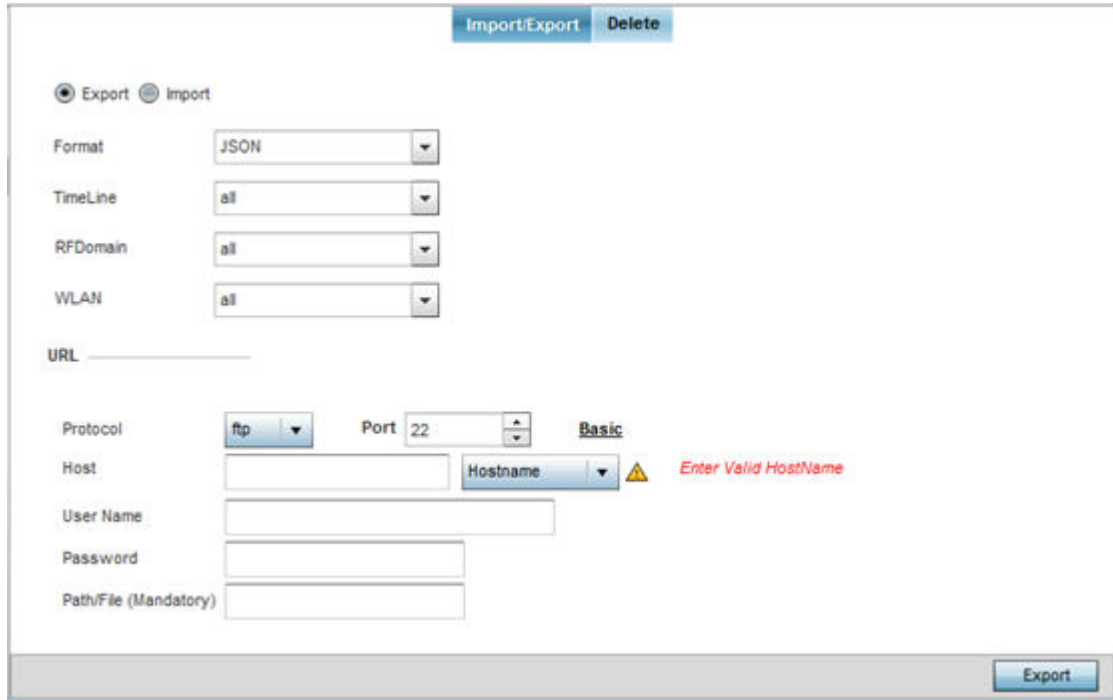 Import/Export Delete
Export Import
Format JSON
TimeLine all
RFDomain all
WLAN all
URL
Protocol ftp Port 22 Basic
Host Hostname Enter Valid HostName
User Name
Password
Path/File (Mandatory)
Export